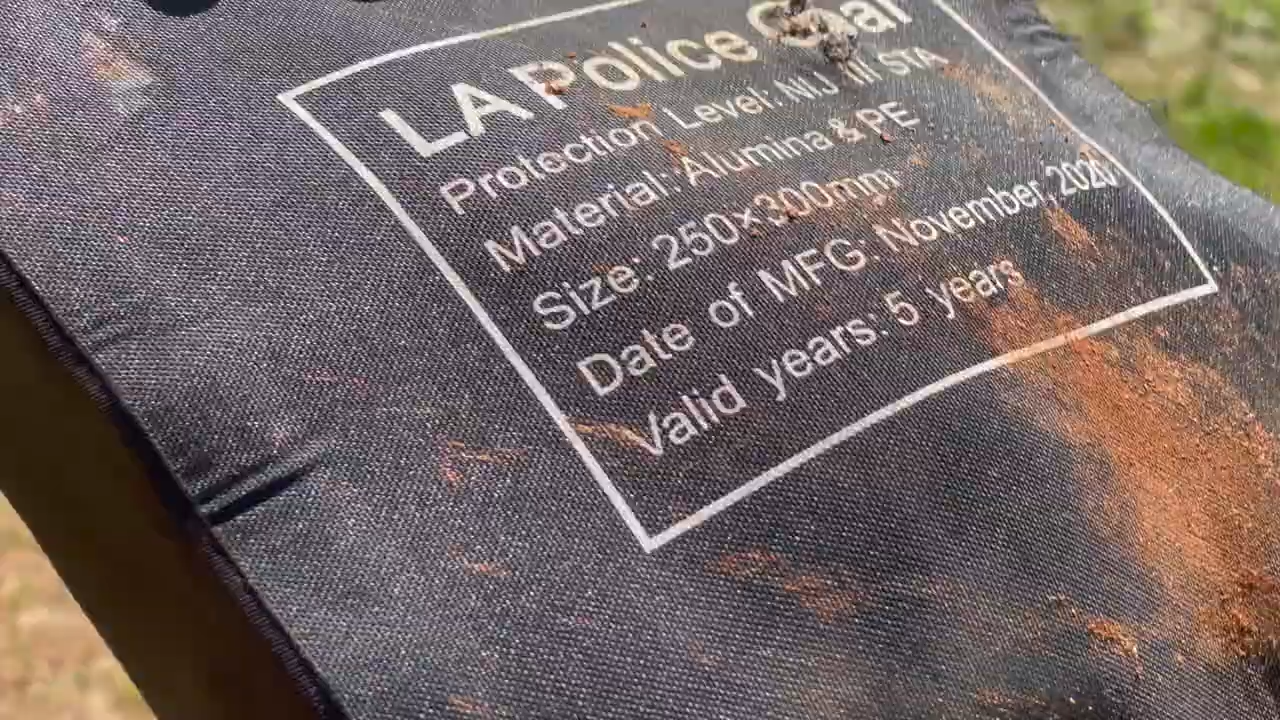 LA Police Gear
Protection Level: NIJ III STA
Material: Alumina & PE
Size: 250x300mm
Date of MFG: November,2020
Valid years: 5 years